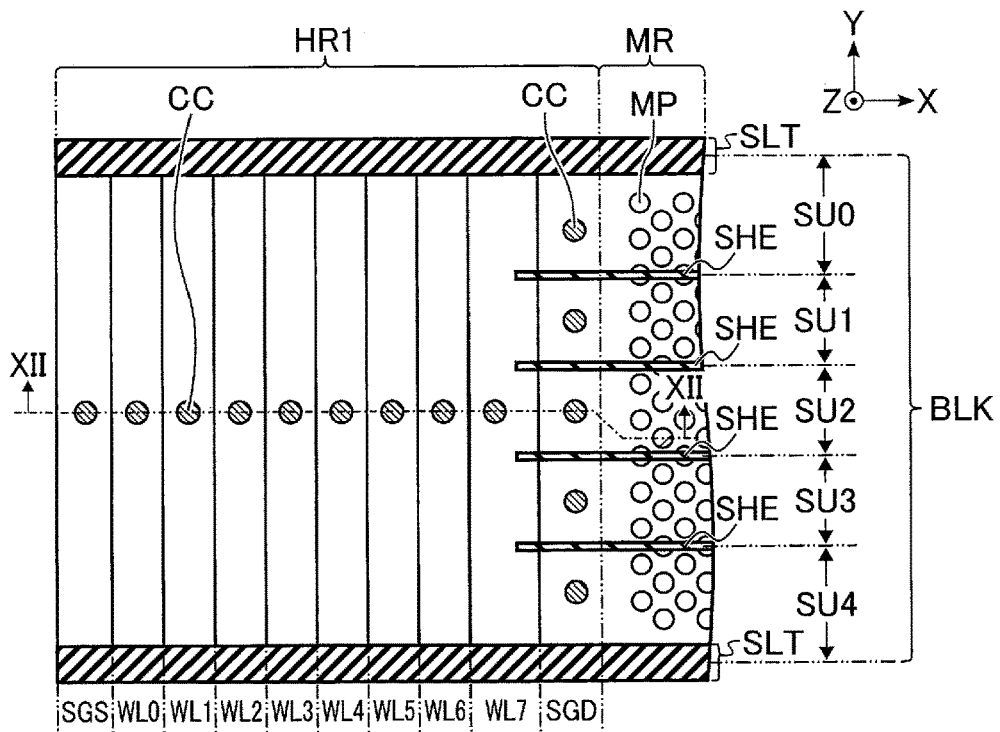 HR1 MR Y
CC CC MP Z X
SLT
SU0
SHE
SU1
SHE
XII XII SU2 BLK
SHE
SU3
SHE
SU4
SLT
SGS WL0 WL1 WL2 WL3 WL4 WL5 WL6 WL7 SGD